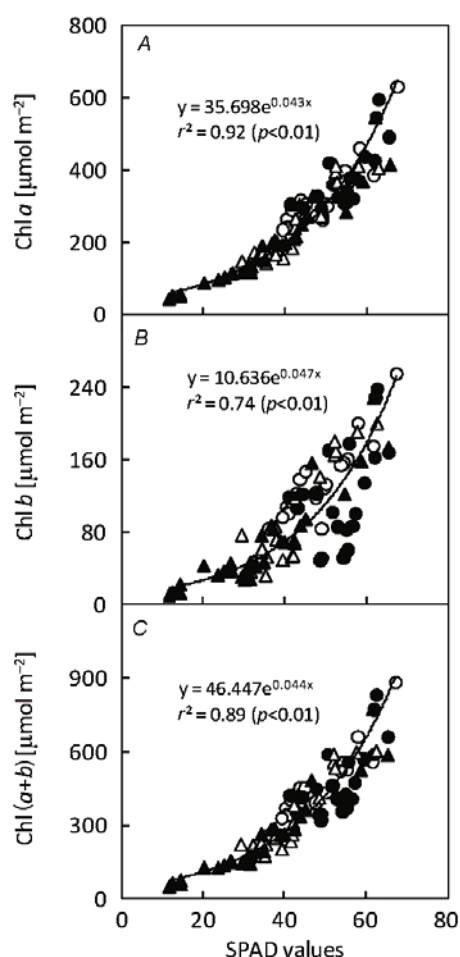 A
800
600
400
200
0
Chl a [μmol m⁻²]
y = 35.698e^0.043x
r² = 0.92 (p<0.01)
B
240
160
80
0
Chl b [μmol m⁻²]
y = 10.636e^0.047x
r² = 0.74 (p<0.01)
C
900
600
300
0
Chl (a+b) [μmol m⁻²]
y = 46.447e^0.044x
r² = 0.89 (p<0.01)
0 20 40 60 80
SPAD values